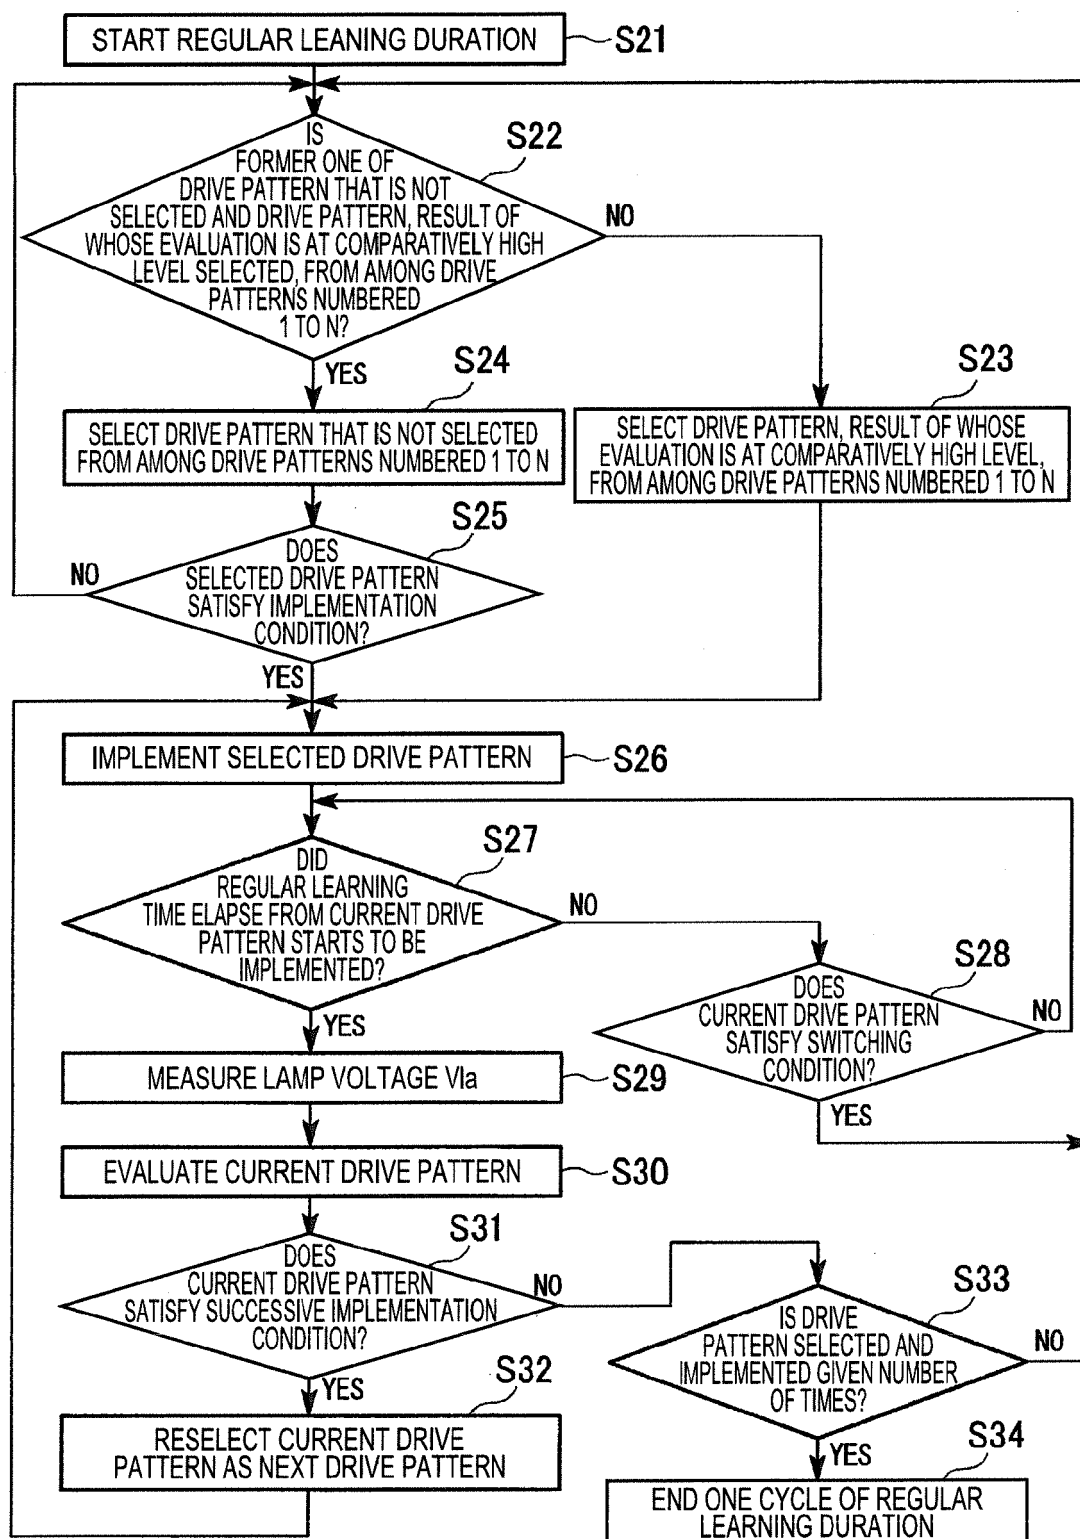 START REGULAR LEANING DURATION
S21
IS
FORMER ONE OF
DRIVE PATTERN THAT IS NOT
SELECTED AND DRIVE PATTERN, RESULT OF
WHOSE EVALUATION IS AT COMPARATIVELY HIGH
LEVEL SELECTED, FROM AMONG DRIVE
PATTERNS NUMBERED
1 TO N?
S22
NO
YES
S24
SELECT DRIVE PATTERN THAT IS NOT SELECTED
FROM AMONG DRIVE PATTERNS NUMBERED 1 TO N
S23
SELECT DRIVE PATTERN, RESULT OF WHOSE
EVALUATION IS AT COMPARATIVELY HIGH LEVEL,
FROM AMONG DRIVE PATTERNS NUMBERED 1 TO N
S25
DOES
SELECTED DRIVE PATTERN
SATISFY IMPLEMENTATION
CONDITION?
NO
YES
IMPLEMENT SELECTED DRIVE PATTERN
S26
S27
DID
REGULAR LEARNING
TIME ELAPSE FROM CURRENT DRIVE
PATTERN STARTS TO BE
IMPLEMENTED?
NO
YES
S28
DOES
CURRENT DRIVE PATTERN
SATISFY SWITCHING
CONDITION?
NO
YES
MEASURE LAMP VOLTAGE Vla
S29
EVALUATE CURRENT DRIVE PATTERN
S30
S31
DOES
CURRENT DRIVE PATTERN
SATISFY SUCCESSIVE IMPLEMENTATION
CONDITION?
NO
YES
S32
RESELECT CURRENT DRIVE
PATTERN AS NEXT DRIVE PATTERN
S33
IS DRIVE
PATTERN SELECTED AND
IMPLEMENTED GIVEN NUMBER
OF TIMES?
NO
YES
S34
END ONE CYCLE OF REGULAR
LEARNING DURATION